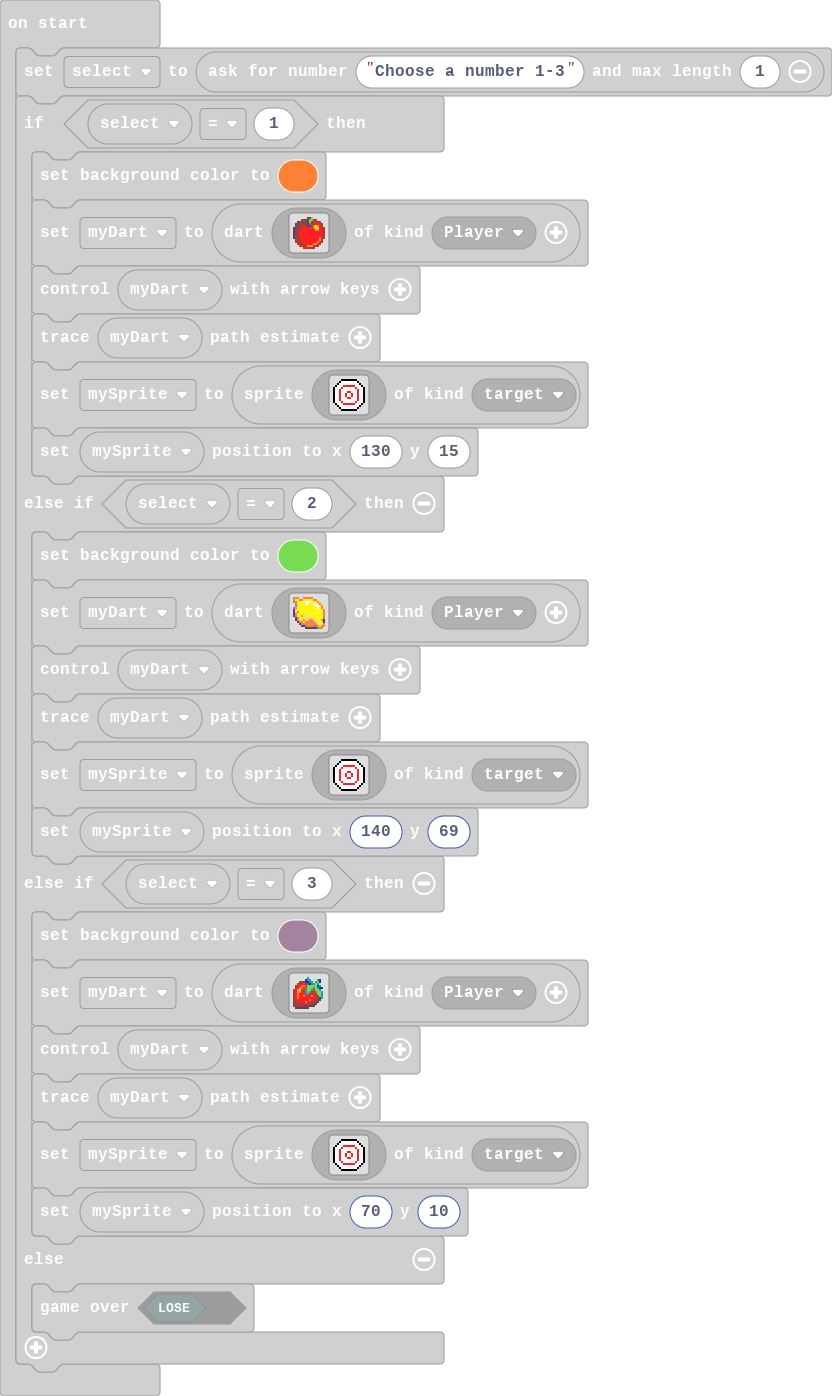 on start
set select to ask for number "Choose a number 1-3" and max length 1
if select = 1 then
set background color to
set myDart to dart of kind Player
control myDart with arrow keys
trace myDart path estimate
set mySprite to sprite of kind target
set mySprite position to x 130 y 15
else if select = 2 then
set background color to
set myDart to dart of kind Player
control myDart with arrow keys
trace myDart path estimate
set mySprite to sprite of kind target
set mySprite position to x 140 y 69
else if select = 3 then
set background color to
set myDart to dart of kind Player
control myDart with arrow keys
trace myDart path estimate
set mySprite to sprite of kind target
set mySprite position to x 70 y 10
else
game over LOSE